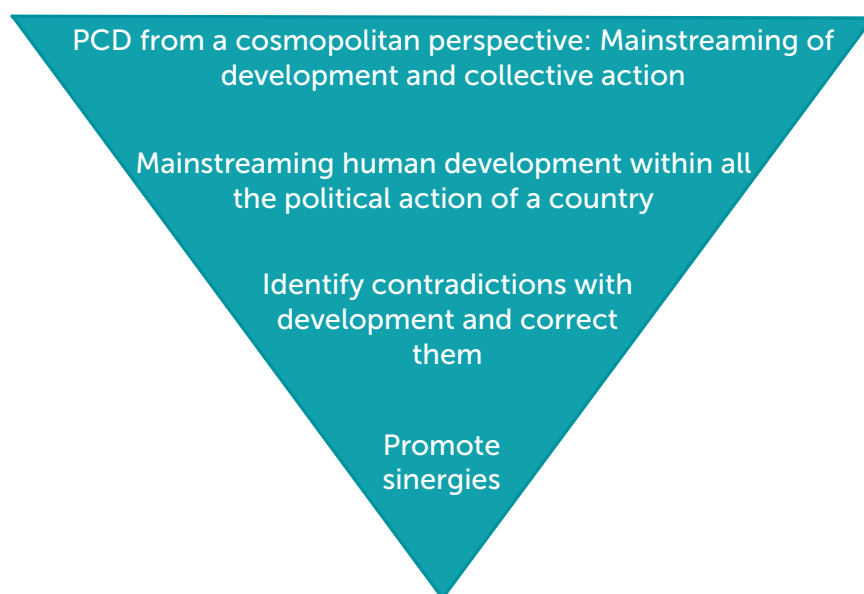 PCD from a cosmopolitan perspective: Mainstreaming of
development and collective action
Mainstreaming human development within all
the political action of a country
Identify contradictions with
development and correct
them
Promote
sinergies